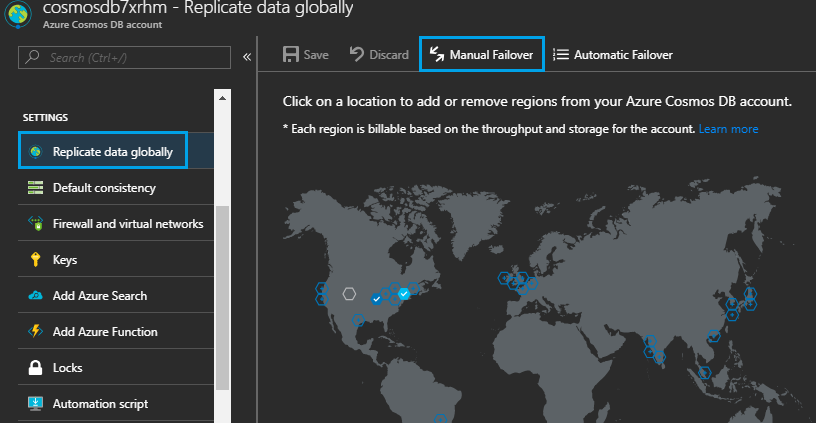 cosmosdb7xrhm - Replicate data globally
Azure Cosmos DB account
Search (Ctrl+/)
«
Save
Discard
Manual Failover
Automatic Failover
SETTINGS
Replicate data globally
Default consistency
Firewall and virtual networks
Keys
Add Azure Search
Add Azure Function
Locks
Automation script
Click on a location to add or remove regions from your Azure Cosmos DB account.
* Each region is billable based on the throughput and storage for the account. Learn more